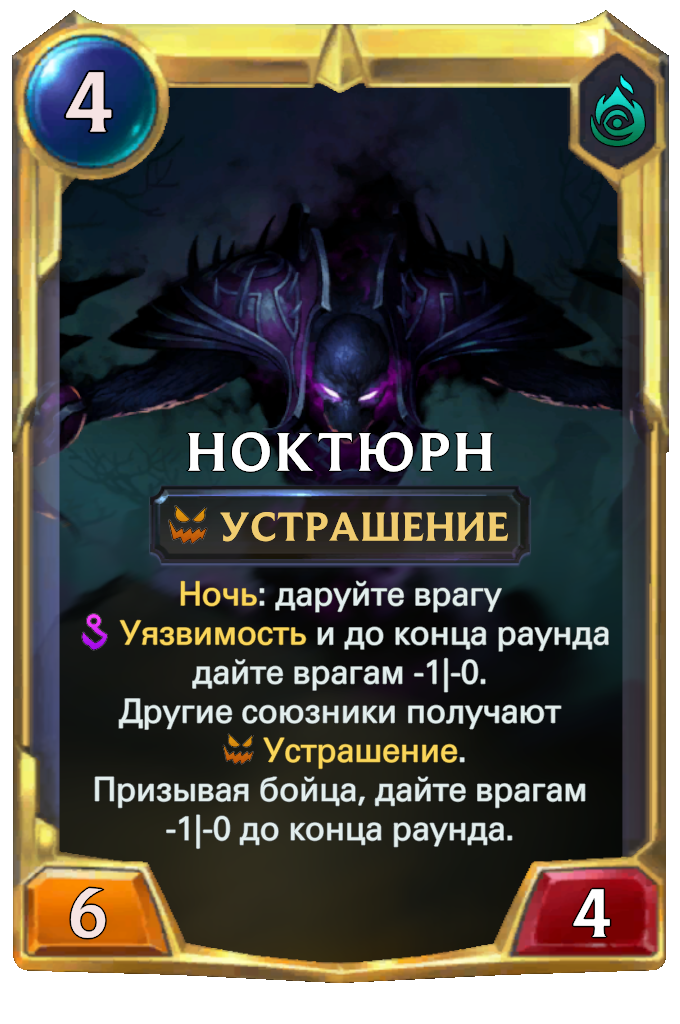 4
НОКТЮРН
УСТРАШЕНИЕ
Ночь: даруйте врагу
Уязвимость и до конца раунда
дайте врагам -1|-0.
Другие союзники получают
Устрашение.
Призывая бойца, дайте врагам
-1|-0 до конца раунда.
6
4